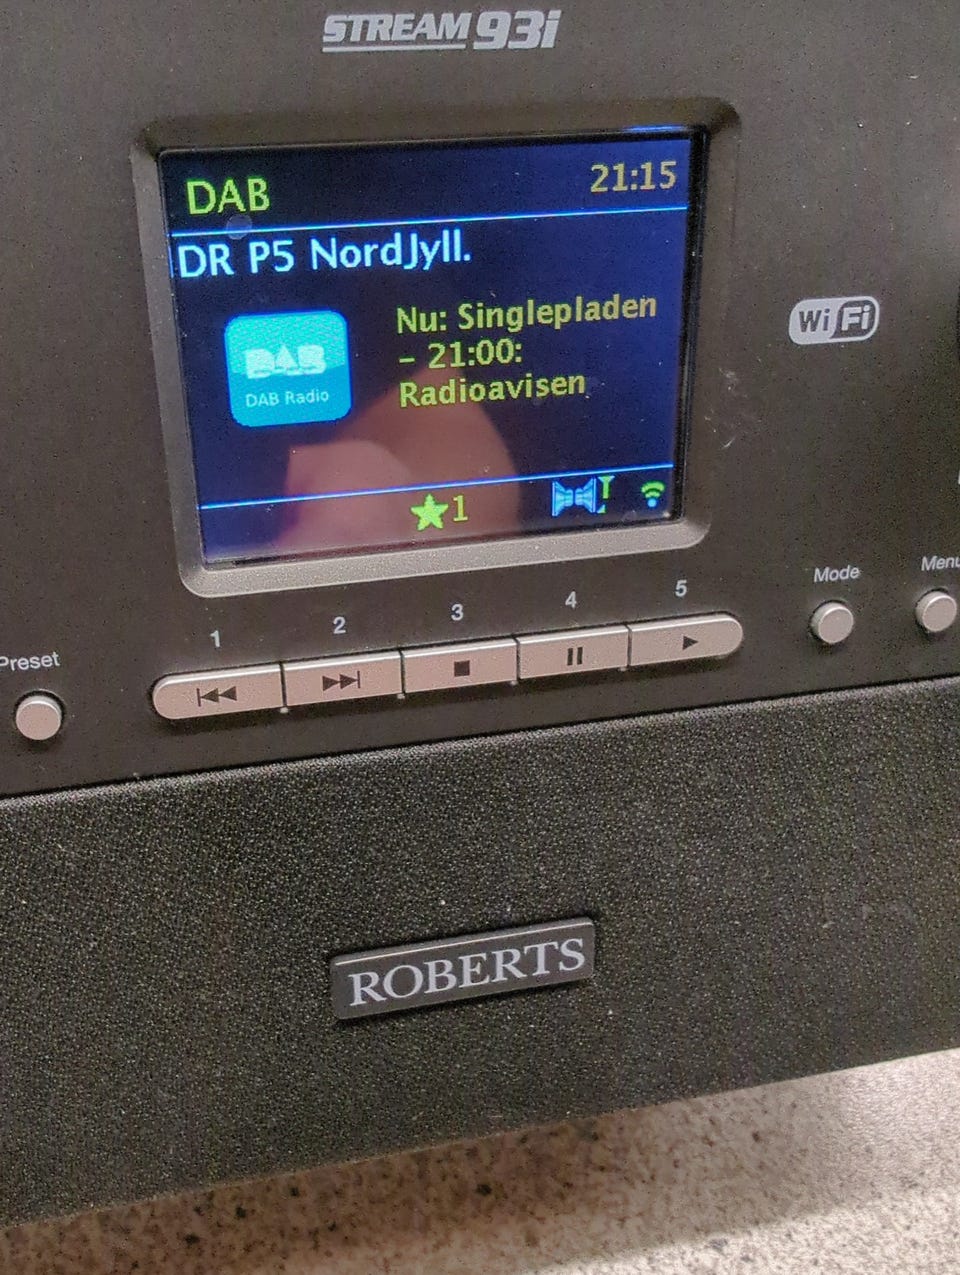 STREAM 93i
DAB 21:15
DR P5 NordJyll.
Nu: Singlepladen
– 21:00:
Radioavisen
DAB
DAB Radio
1
WiFi
Mode
Menu
1 2 3 4 5
Preset
ROBERTS